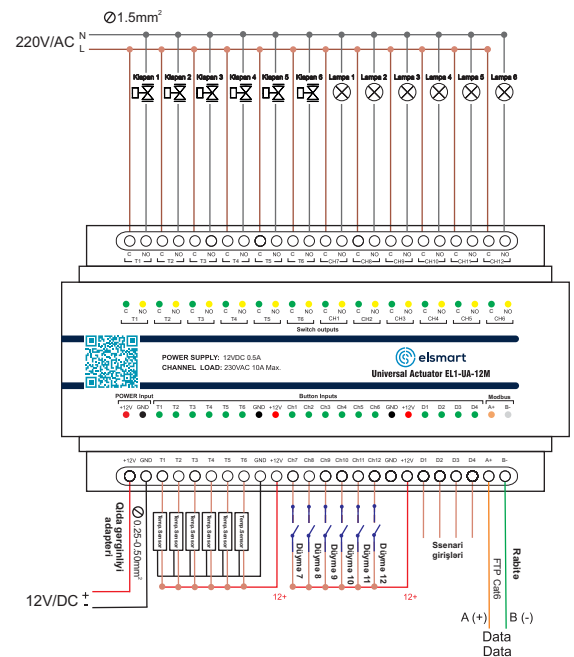 ∅1.5mm²
220V/AC N
L
Klapan 1 Klapan 2 Klapan 3 Klapan 4 Klapan 5 Klapan 6 Lampa 1 Lampa 2 Lampa 3 Lampa 4 Lampa 5 Lampa 6
C NO C NO C NO C NO C NO C NO C NO C NO C NO C NO C NO C NO
T1 T2 T3 T4 T5 T6 CH7 CH8 CH9 CH10 CH11 CH12
C NO C NO C NO C NO C NO C NO C NO C NO C NO C NO C NO C NO
T1 T2 T3 T4 T5 T6 CH1 CH2 CH3 CH4 CH5 CH6
Switch outputs
POWER SUPPLY: 12VDC 0.5A
CHANNEL LOAD: 230VAC 10A Max.
elsmart
Universal Actuator EL1-UA-12M
POWER Input Button Inputs Modbus
+12V GND T1 T2 T3 T4 T5 T6 GND +12V Ch1 Ch2 Ch3 Ch4 Ch5 Ch6 GND +12V D1 D2 D3 D4 A+ B-
+12V GND T1 T2 T3 T4 T5 T6 GND +12V Ch7 Ch8 Ch9 Ch10 Ch11 Ch12 GND +12V D1 D2 D3 D4 A+ B-
Qida gərginliyi
adapteri
∅0.25-0.50mm²
Temp.Sensor
Temp.Sensor
Temp.Sensor
Temp.Sensor
Temp.Sensor
Temp.Sensor
Düymə 7
Düymə 8
Düymə 9
Düymə 10
Düymə 11
Düymə 12
Ssenari
girişləri
FTP Cat6
Rabitə
12V/DC +
-
12+ 12+
A (+) B (-)
Data
Data